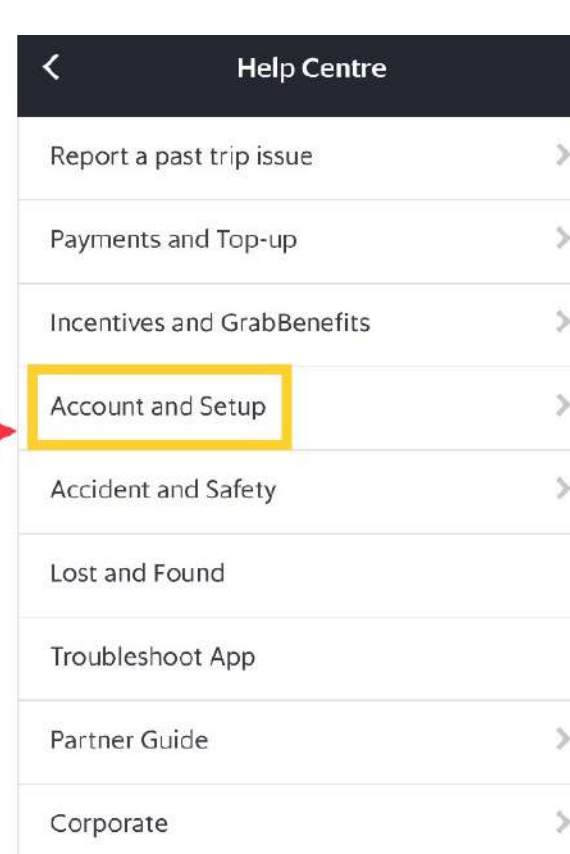 Help Centre
Report a past trip issue
Payments and Top-up
Incentives and GrabBenefits
Account and Setup
Accident and Safety
Lost and Found
Troubleshoot App
Partner Guide
Corporate